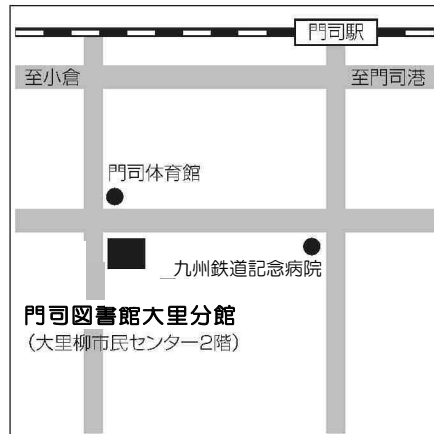 門司駅
至小倉
至門司港
門司体育館
九州鉄道記念病院
門司図書館大里分館
(大里柳市民センター2階)